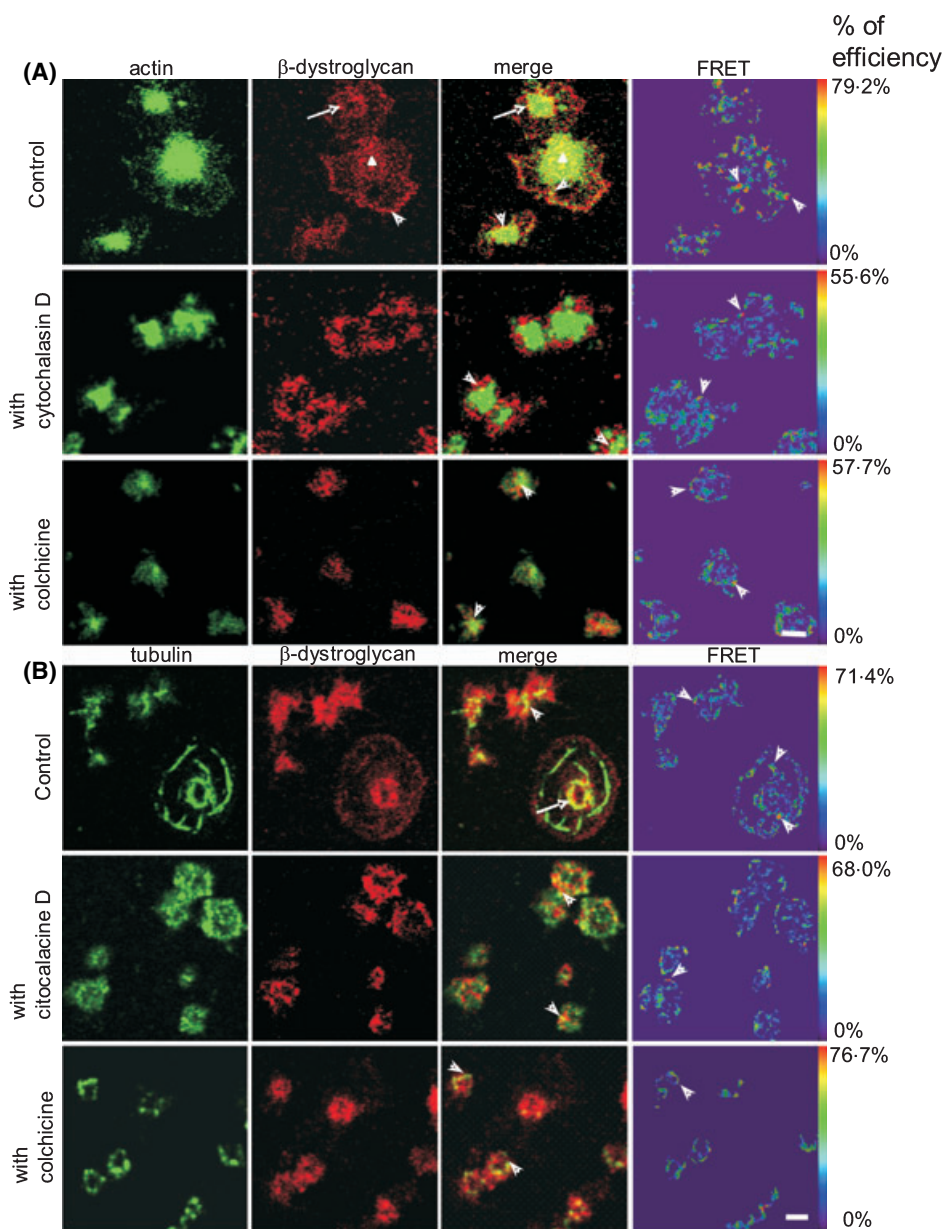 % of
efficiency
(A)
actin
β-dystroglycan
merge
FRET
Control
79·2%
0%
with
cytochalasin D
55·6%
0%
with
colchicine
57·7%
0%
(B)
tubulin
β-dystroglycan
merge
FRET
Control
71·4%
0%
with
citocalacine D
68·0%
0%
with
colchicine
76·7%
0%